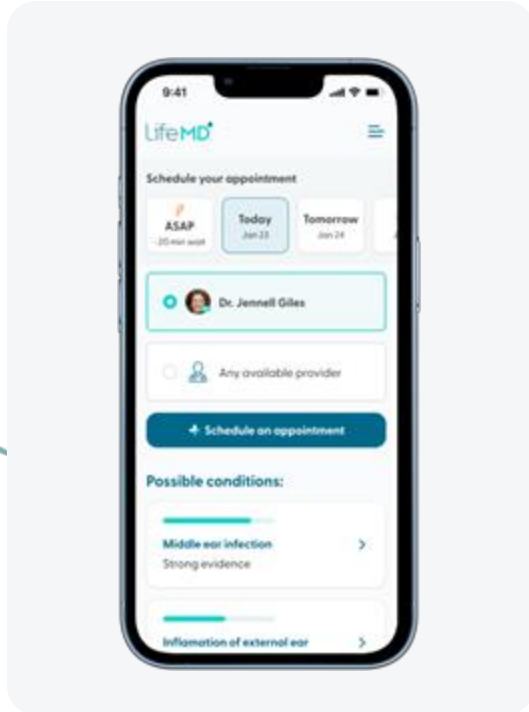 9:41
LifeMD
Schedule your appointment
ASAP
20 min wait
Today
Jan 23
Tomorrow
Jan 24
Dr. Jennell Giles
Any available provider
Schedule an appointment
Possible conditions:
Middle ear infection
Strong evidence
Inflamation of external ear